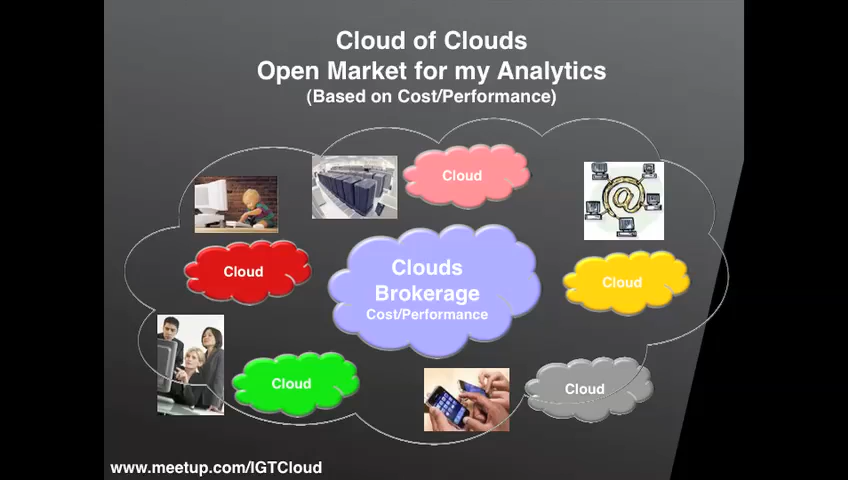 Cloud of Clouds
Open Market for my Analytics
(Based on Cost/Performance)
Cloud
Cloud
Clouds
Brokerage
Cost/Performance
Cloud
Cloud
Cloud
@
www.meetup.com/IGTCloud